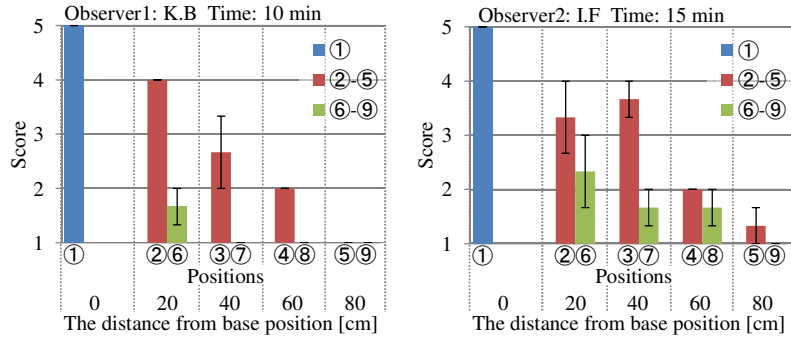 Observer1: K.B Time: 10 min
5
4
3
2
1
Score
①
②-⑤
⑥-⑨
① ②⑥ ③⑦ ④⑧ ⑤⑨
Positions
0 20 40 60 80
The distance from base position [cm]
Observer2: I.F Time: 15 min
5
4
3
2
1
Score
①
②-⑤
⑥-⑨
① ②⑥ ③⑦ ④⑧ ⑤⑨
Positions
0 20 40 60 80
The distance from base position [cm]